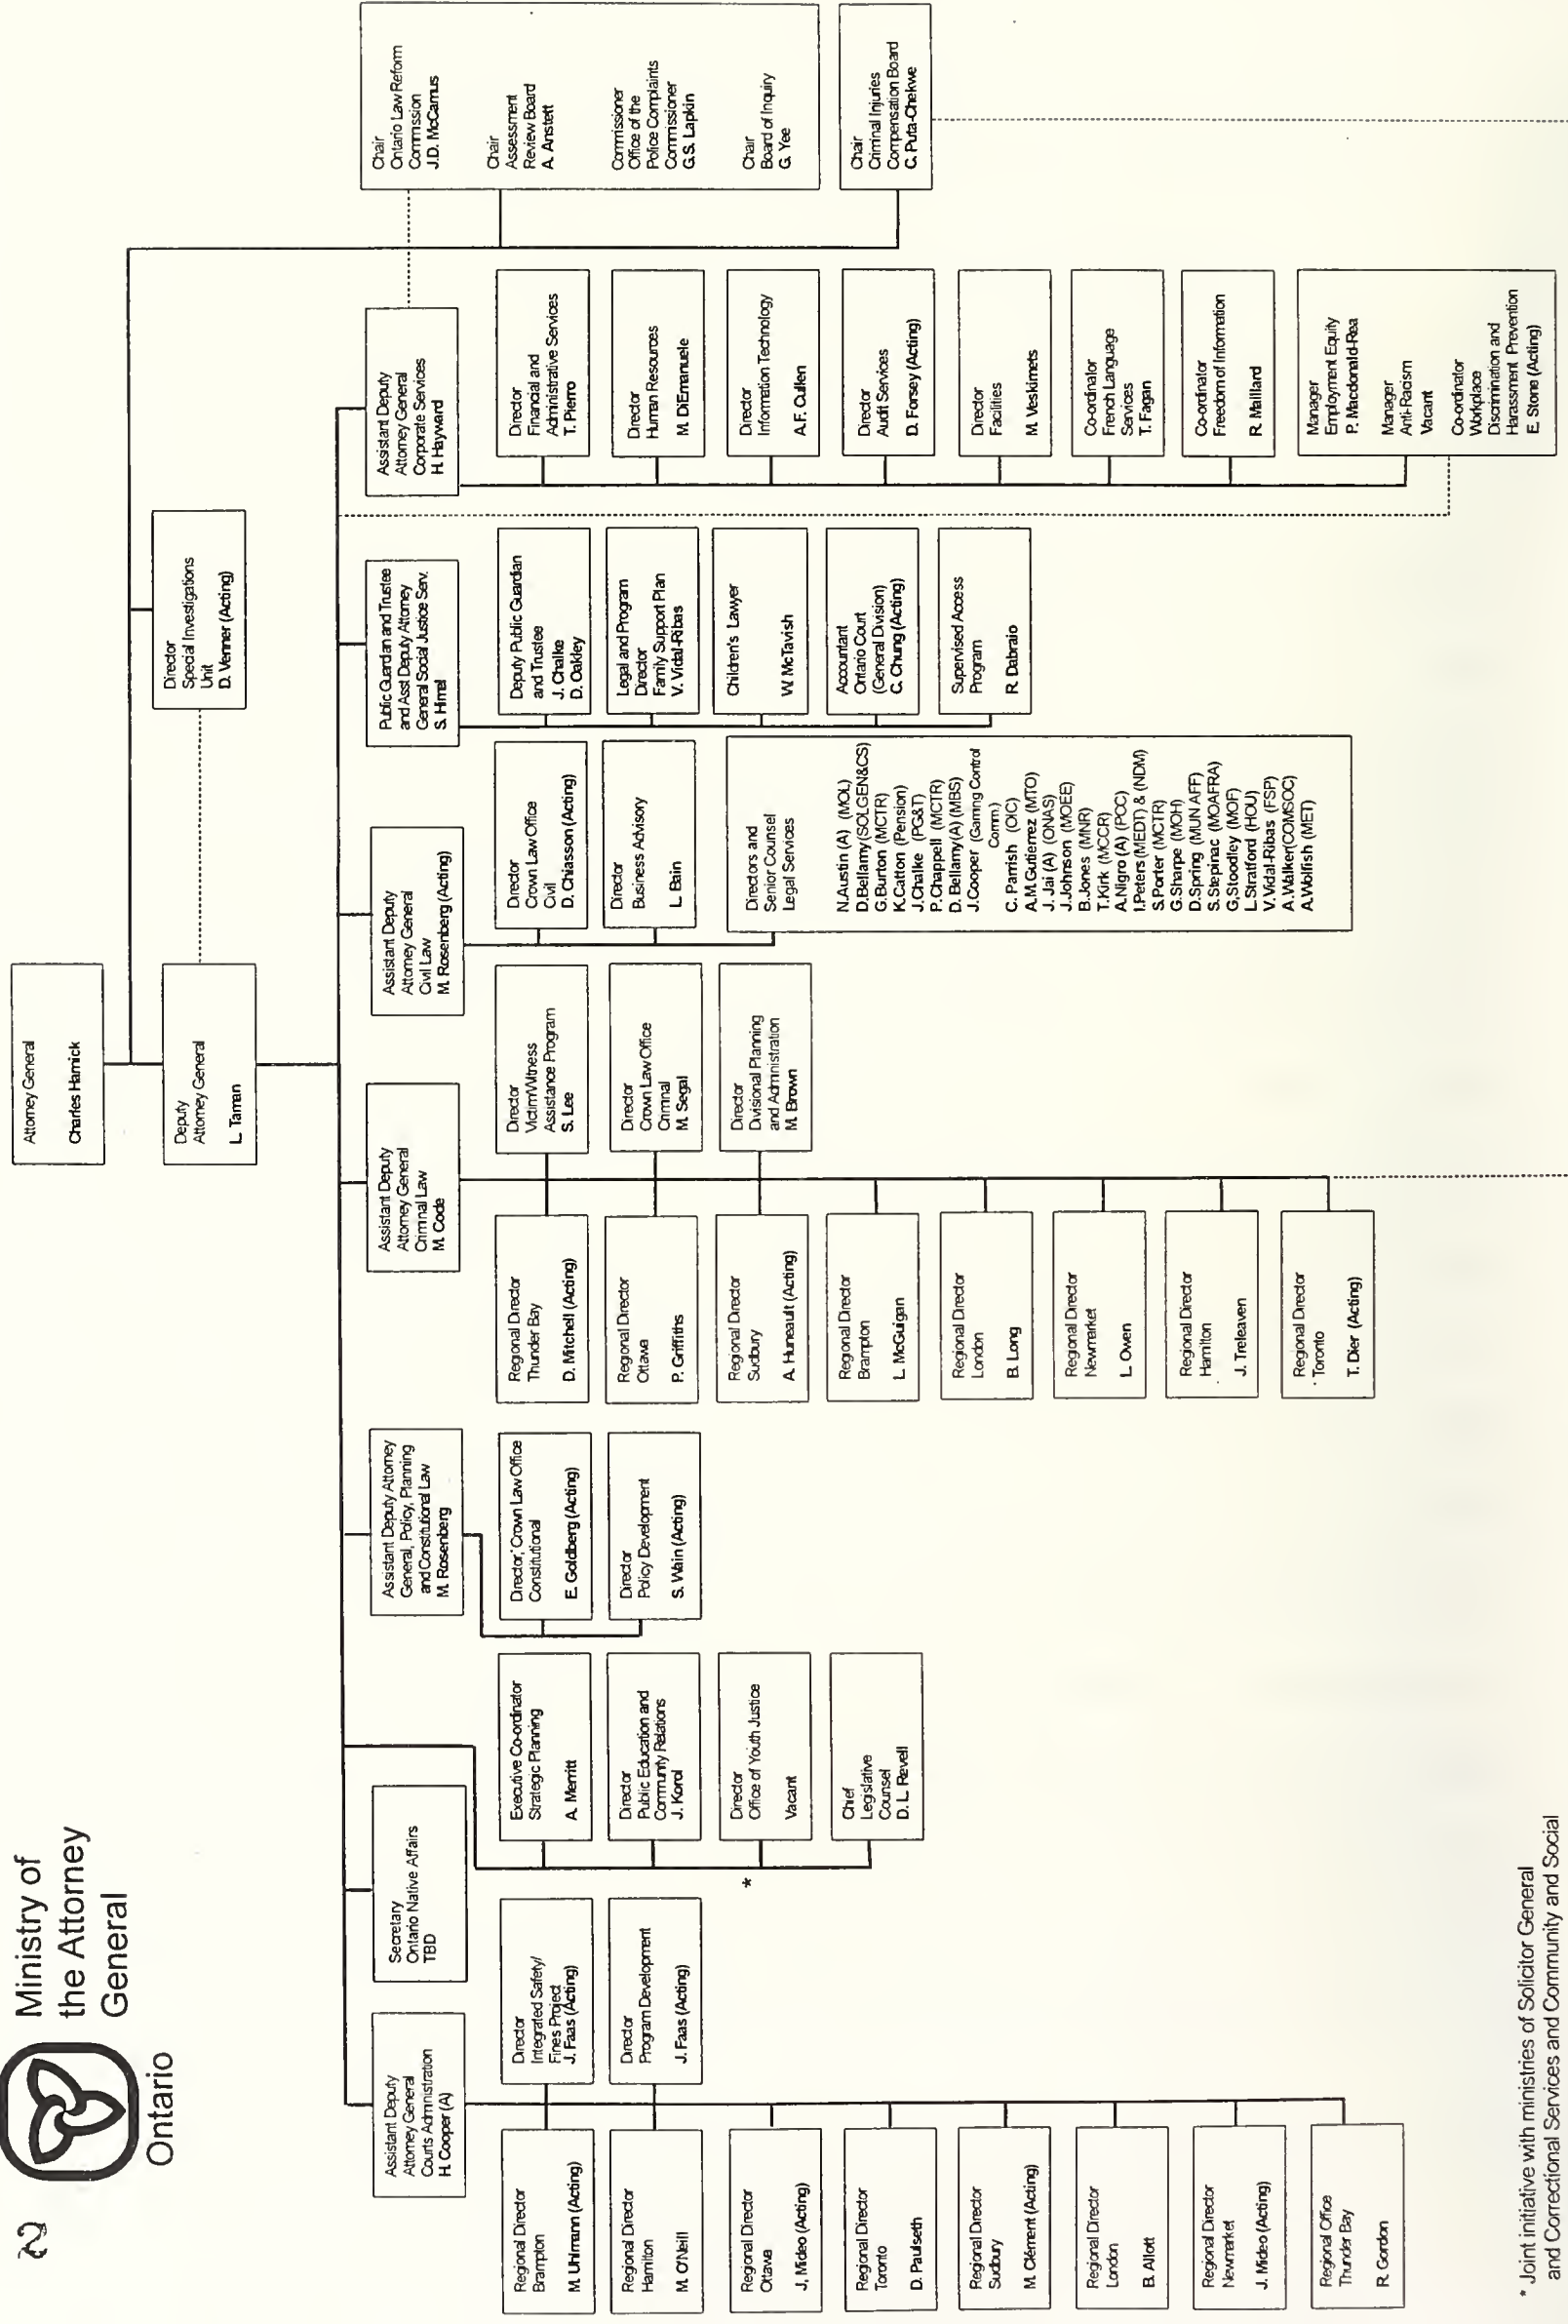 2
Ontario
Ministry of
the Attorney
General
Attorney General
Charles Harnick
Deputy
Attorney General
L. Taman
Director
Special Investigations
Unit
D. Venner (Acting)
Chair
Ontario Law Reform
Commission
J.D. McCamus
Chair
Assessment
Review Board
A. Anstett
Commissioner
Office of the
Police Complaints
Commissioner
G.S. Lapkin
Chair
Board of Inquiry
G. Yee
Chair
Criminal Injuries
Compensation Board
C. Puta-Chekwe
Assistant Deputy
Attorney General
Courts Administration
H. Cooper (A)
Regional Director
Brampton
M. Uhlmann (Acting)
Regional Director
Hamilton
M. O'Neill
Regional Director
Ottawa
J, Mideo (Acting)
Regional Director
Toronto
D. Paulseth
Regional Director
Sudbury
M. Clément (Acting)
Regional Director
London
B. Allott
Regional Director
Newmarket
J. Mideo (Acting)
Regional Office
Thunder Bay
R. Gordon
Director
Integrated Safety/
Fines Project
J. Faas (Acting)
Director
Program Development
J. Faas (Acting)
Secretary
Ontario Native Affairs
TBD
Executive Co-ordinator
Strategic Planning
A. Merritt
Director
Public Education and
Community Relations
J. Korol
*
Director
Office of Youth Justice
Vacant
Chief
Legislative
Counsel
D. L. Revell
Assistant Deputy Attorney
General, Policy, Planning
and Constitutional Law
M. Rosenberg
Director, Crown Law Office
Constitutional
E. Goldberg (Acting)
Director
Policy Development
S. Wain (Acting)
Assistant Deputy
Attorney General
Criminal Law
M. Code
Regional Director
Thunder Bay
D. Mitchell (Acting)
Regional Director
Ottawa
P. Griffiths
Regional Director
Sudbury
A. Huneault (Acting)
Regional Director
Brampton
L. McGuigan
Regional Director
London
B. Long
Regional Director
Newmarket
L. Owen
Regional Director
Hamilton
J. Treleaven
Regional Director
Toronto
T. Dier (Acting)
Director
Victim/Witness
Assistance Program
S. Lee
Director
Crown Law Office
Criminal
M. Segal
Director
Divisional Planning
and Administration
M. Brown
Assistant Deputy
Attorney General
Civil Law
M. Rosenberg (Acting)
Director
Crown Law Office
Civil
D. Chiasson (Acting)
Director
Business Advisory
L. Bain
Directors and
Senior Counsel
Legal Services
N.Austin (A) (MOL)
D.Bellamy(SOLGEN&CS)
G.Burton (MCTR)
K.Catton (Pension)
J.Chalke (PG&T)
P.Chappell (MCTR)
D. Bellamy(A) (MBS)
J.Cooper (Gaming Control
Comm.)
C. Parrish (OIC)
A.M.Gutierrez (MTO)
J. Jai (A) (ONAS)
J.Johnson (MOEE)
B.Jones (MNR)
T.Kirk (MCCR)
A.Nigro (A) (PCC)
I.Peters (MEDT) & (NDM)
S.Porter (MCTR)
G.Sharpe (MOH)
D.Spring (MUN AFF)
S.Stepinac (MOAFRA)
G,Stoodley (MOF)
L.Stratford (HOU)
V.Vidal-Ribas (FSP)
A.Walker(COMSOC)
A.Wolfish (MET)
Public Guardian and Trustee
and Asst Deputy Attorney
General Social Justice Serv.
S. Himel
Deputy Public Guardian
and Trustee
J. Chalke
D. Oakley
Legal and Program
Director
Family Support Plan
V. Vidal-Ribas
Children's Lawyer
W. McTavish
Accountant
Ontario Court
(General Division)
C. Chung (Acting)
Supervised Access
Program
R. Dabraio
Assistant Deputy
Attorney General
Corporate Services
H. Hayward
Director
Financial and
Administrative Services
T. Pierro
Director
Human Resources
M. DiEmanuele
Director
Information Technology
A.F. Cullen
Director
Audit Services
D. Forsey (Acting)
Director
Facilities
M. Veskimets
Co-ordinator
French Language
Services
T. Fagan
Co-ordinator
Freedom of Information
R. Maillard
Manager
Employment Equity
P. Macdonald-Rea
Manager
Anti-Racism
Vacant
Co-ordinator
Workplace
Discrimination and
Harassment Prevention
E. Stone (Acting)
* Joint initiative with ministries of Solicitor General
and Correctional Services and Community and Social